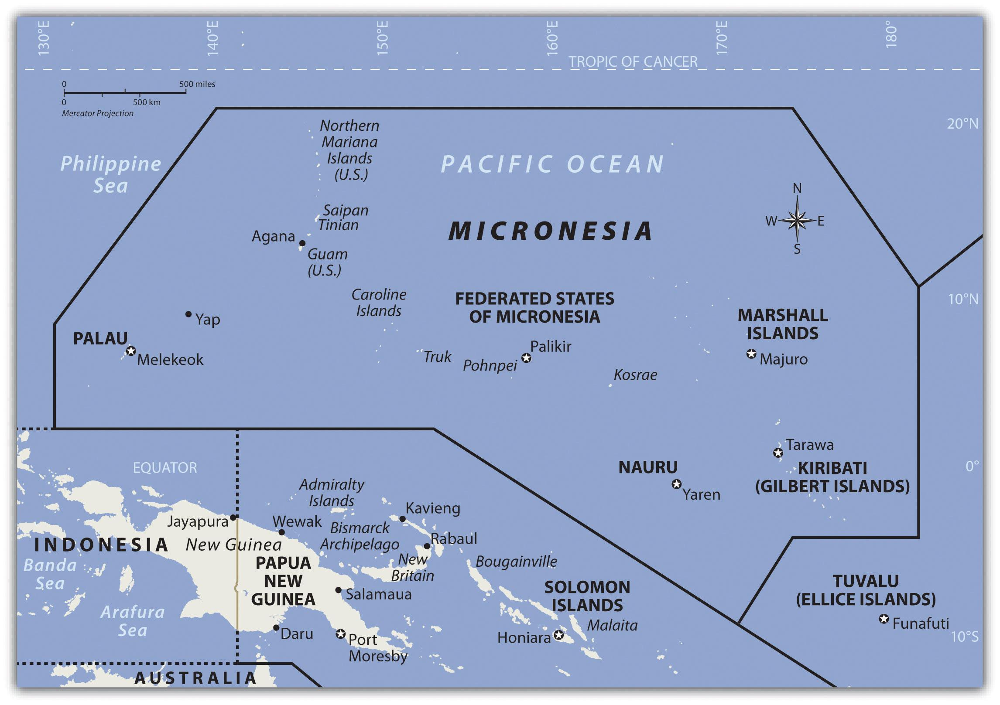 130°E
140°E
150°E
160°E
170°E
180°
TROPIC OF CANCER
0
500 miles
0
500 km
Mercator Projection
20°N
Northern
Mariana
Islands
(U.S.)
Philippine
Sea
PACIFIC OCEAN
N
W
E
S
Saipan
Tinian
MICRONESIA
Agana
Guam
(U.S.)
Caroline
Islands
FEDERATED STATES
OF MICRONESIA
10°N
MARSHALL
ISLANDS
Yap
PALAU
Melekeok
Truk
Palikir
Pohnpei
Majuro
Kosrae
Tarawa
EQUATOR
NAURU
KIRIBATI
(GILBERT ISLANDS)
0°
Yaren
Admiralty
Islands
Kavieng
Jayapura
Wewak
Bismarck
Archipelago
Rabaul
INDONESIA
New Guinea
Banda
Sea
PAPUA
NEW
GUINEA
New
Britain
Bougainville
SOLOMON
ISLANDS
TUVALU
(ELLICE ISLANDS)
Salamaua
Arafura
Sea
Malaita
Funafuti
Daru
Port
Moresby
Honiara
10°S
AUSTRALIA